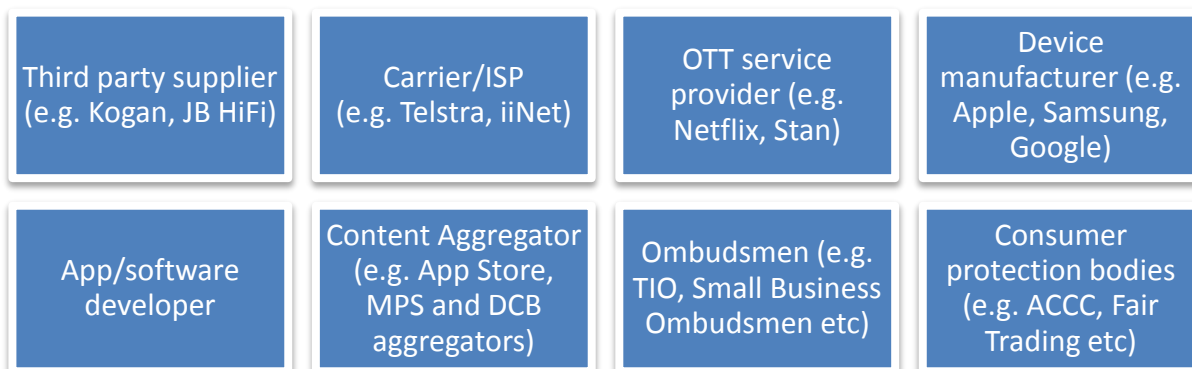 Third party supplier
(e.g. Kogan, JB HiFi)
Carrier/ISP
(e.g. Telstra, iiNet)
OTT service
provider (e.g.
Netflix, Stan)
Device
manufacturer (e.g.
Apple, Samsung,
Google)
App/software
developer
Content Aggregator
(e.g. App Store,
MPS and DCB
aggregators)
Ombudsmen (e.g.
TIO, Small Business
Ombudsmen etc)
Consumer
protection bodies
(e.g. ACCC, Fair
Trading etc)